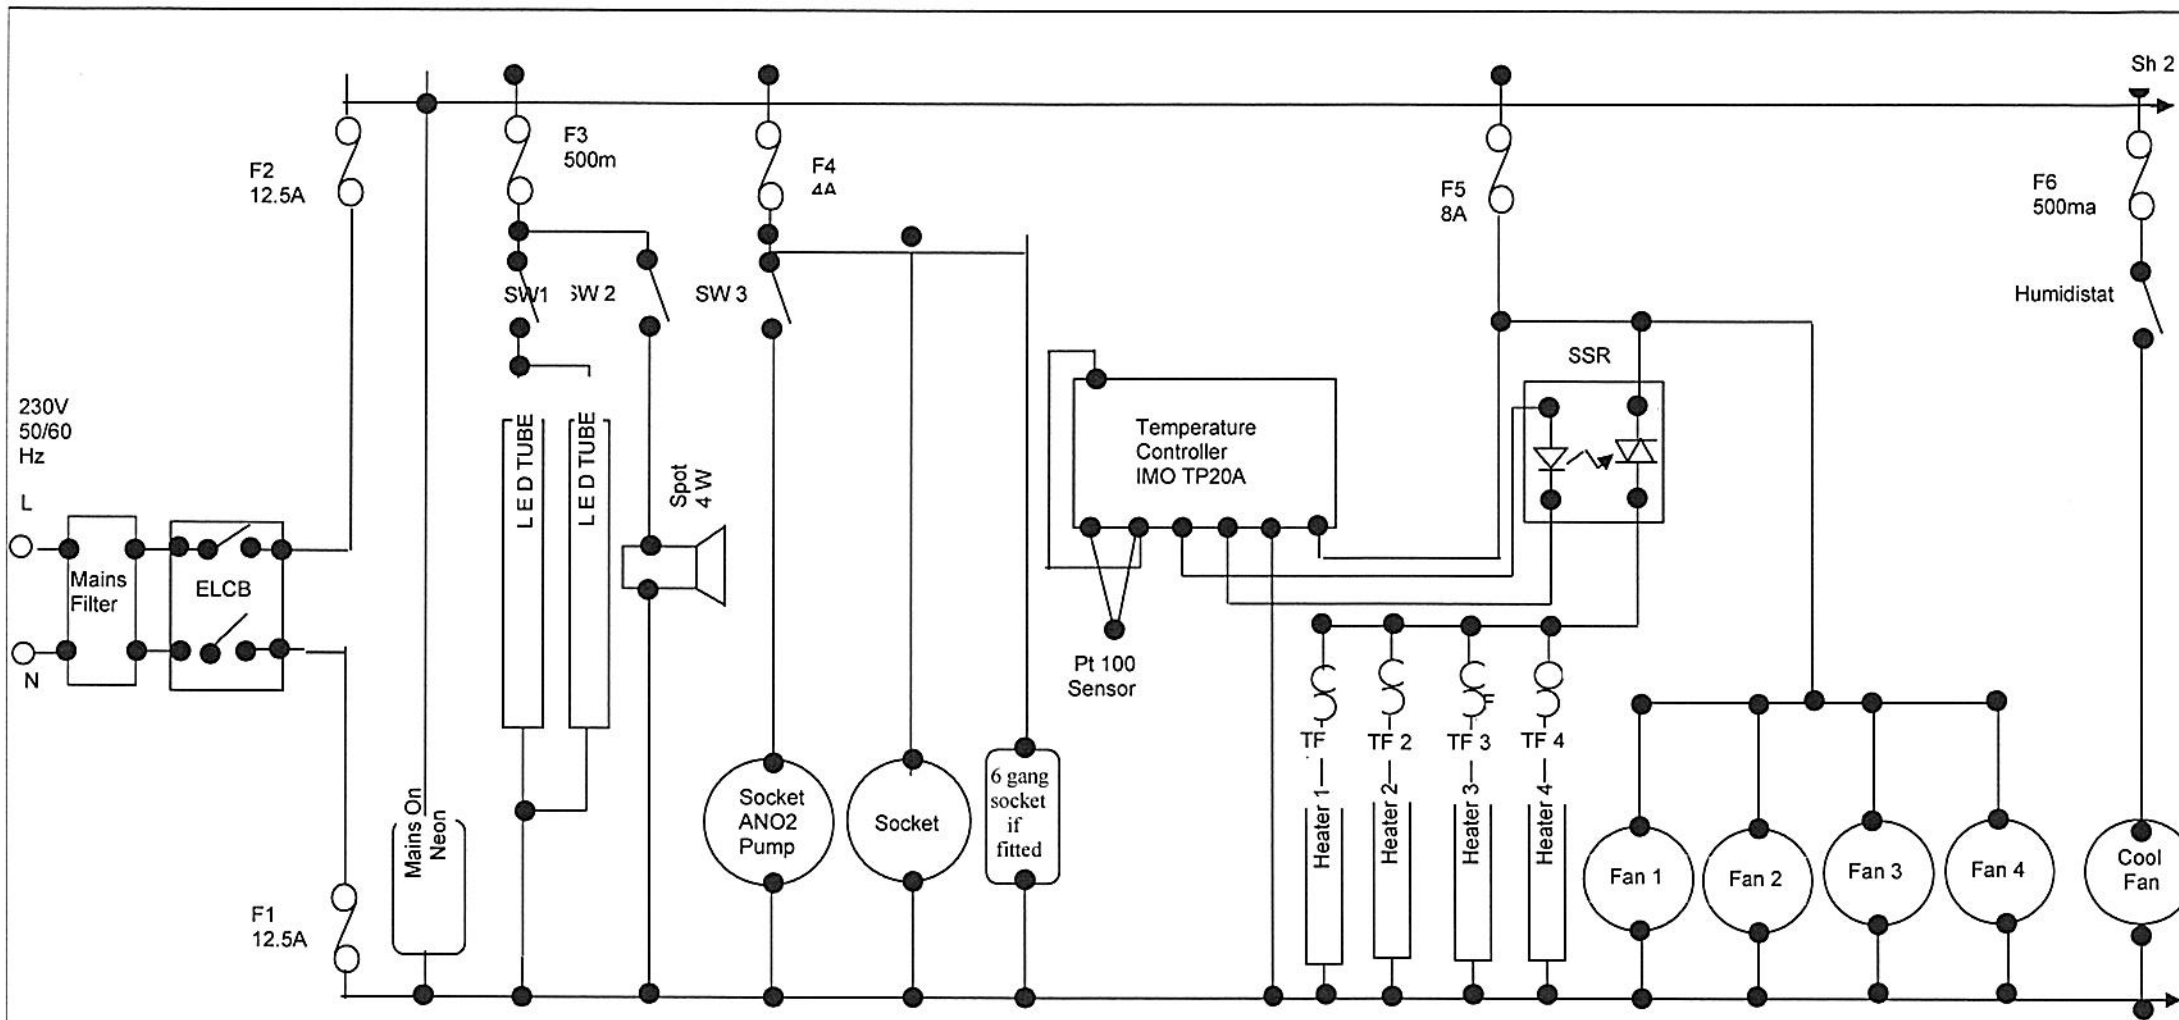 Sh 2
F2
12.5A
F3
500m
F4
4A
F5
8A
F6
500ma
SW1
SW 2
SW 3
Humidistat
SSR
230V
50/60
Hz
L
N
Mains
Filter
ELCB
LE D TUBE
LE D TUBE
Spot
4 W
Temperature
Controller
IMO TP20A
Pt 100
Sensor
TF
TF 2
TF 3
TF 4
F1
12.5A
Mains On
Neon
Socket
ANO2
Pump
Socket
6 gang
socket
if
fitted
Heater 1
Heater 2
Heater 3
Heater 4
Fan 1
Fan 2
Fan 3
Fan 4
Cool
Fan